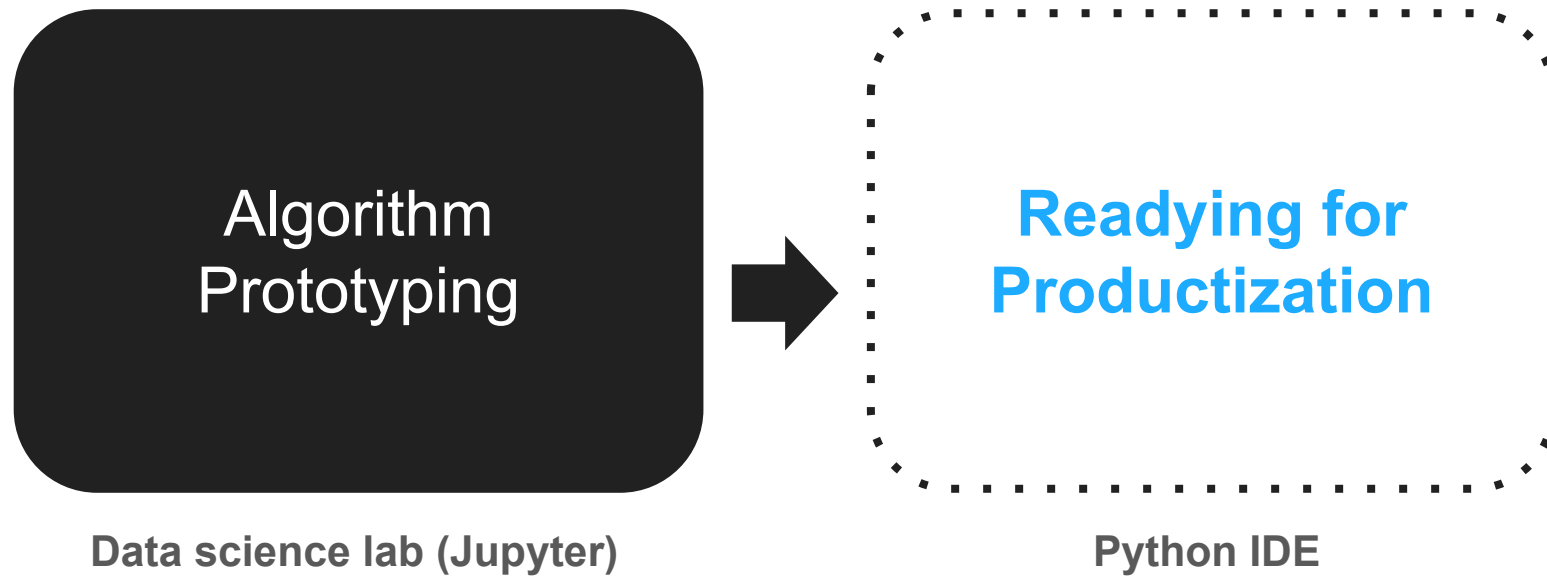 Algorithm
Prototyping
Readying for
Productization
Data science lab (Jupyter)
Python IDE